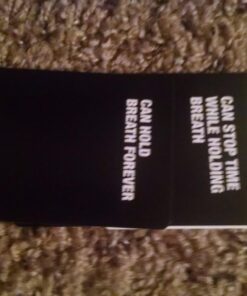 CAN HOLD
BREATH FOREVER
CAN STOP TIME
WHILE HOLDING
BREATH